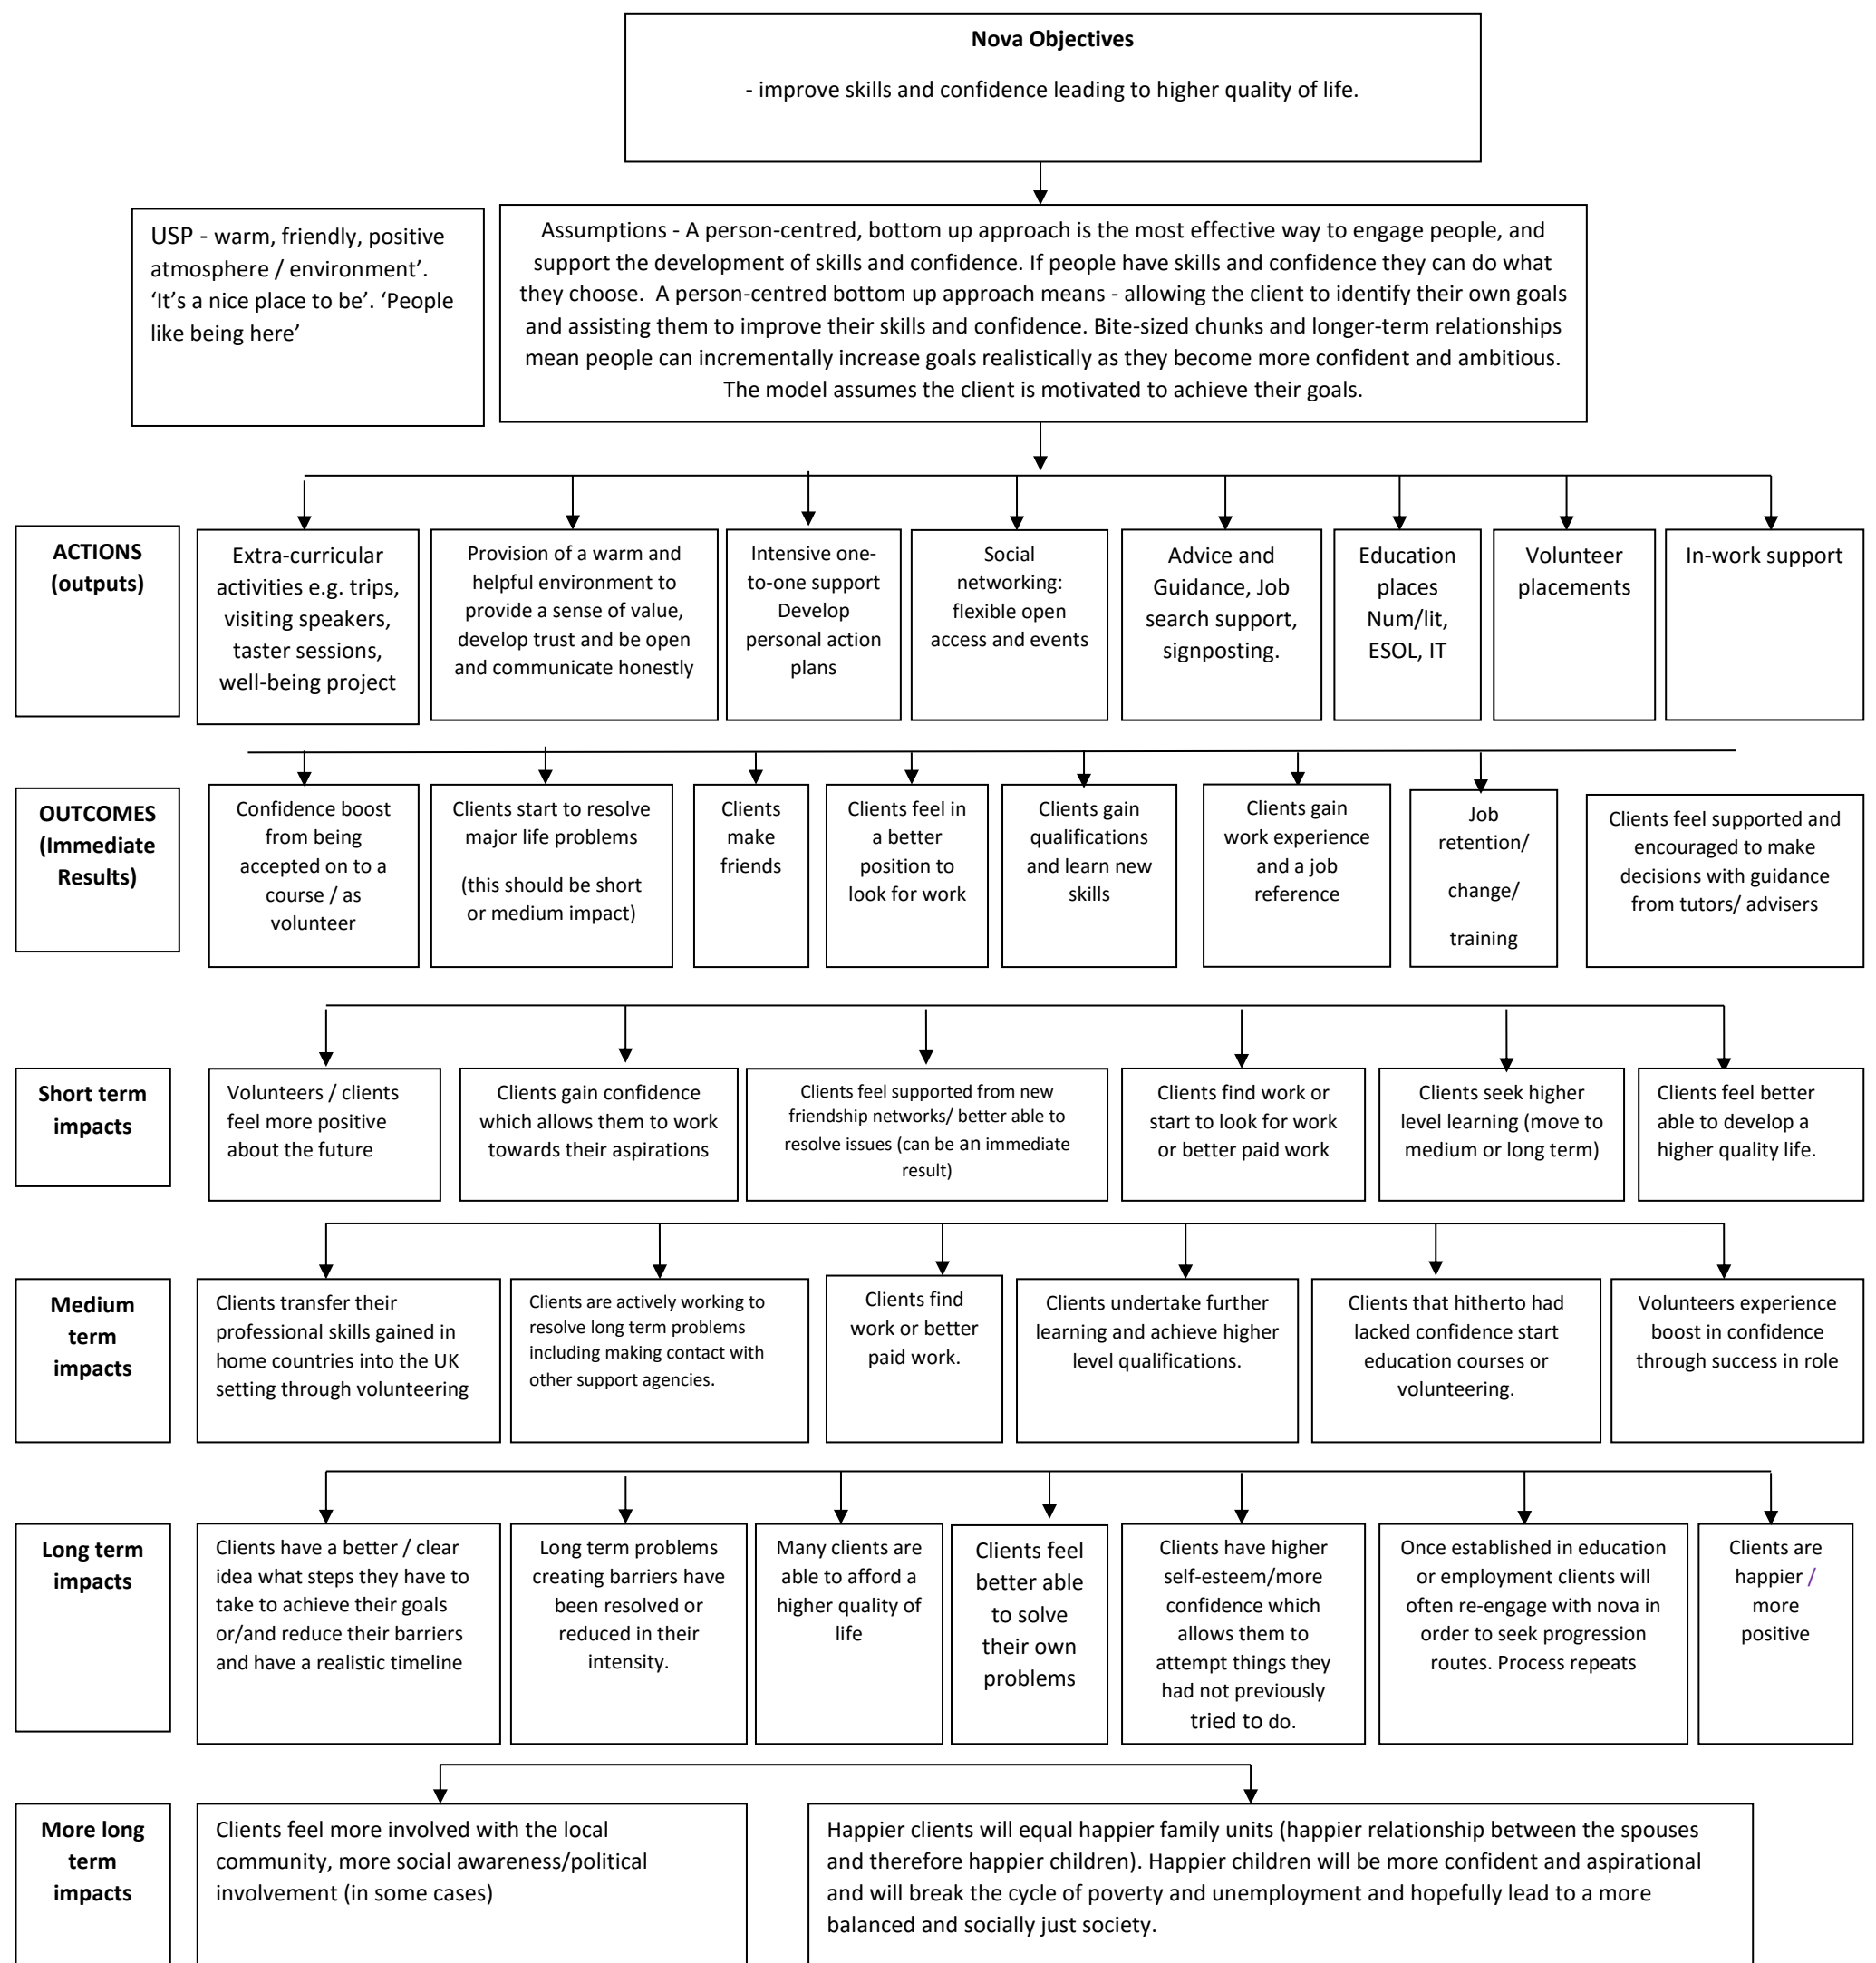 Nova Objectives
- improve skills and confidence leading to higher quality of life.
USP - warm, friendly, positive
atmosphere / environment’.
‘It’s a nice place to be’. ‘People
like being here’
Assumptions - A person-centred, bottom up approach is the most effective way to engage people, and
support the development of skills and confidence. If people have skills and confidence they can do what
they choose.  A person-centred bottom up approach means - allowing the client to identify their own goals
and assisting them to improve their skills and confidence. Bite-sized chunks and longer-term relationships
mean people can incrementally increase goals realistically as they become more confident and ambitious.
The model assumes the client is motivated to achieve their goals.
ACTIONS
(outputs)
Extra-curricular
activities e.g. trips,
visiting speakers,
taster sessions,
well-being project
Provision of a warm and
helpful environment to
provide a sense of value,
develop trust and be open
and communicate honestly
Intensive one-
to-one support
Develop
personal action
plans
Social
networking:
flexible open
access and events
Advice and
Guidance, Job
search support,
signposting.
Education
places
Num/lit,
ESOL, IT
Volunteer
placements
In-work support
OUTCOMES
(Immediate
Results)
Confidence boost
from being
accepted on to a
course / as
volunteer
Clients start to resolve
major life problems
(this should be short
or medium impact)
Clients
make
friends
Clients feel in
a better
position to
look for work
Clients gain
qualifications
and learn new
skills
Clients gain
work experience
and a job
reference
Job
retention/
change/
training
Clients feel supported and
encouraged to make
decisions with guidance
from tutors/ advisers
Short term
impacts
Volunteers / clients
feel more positive
about the future
Clients gain confidence
which allows them to work
towards their aspirations
Clients feel supported from new
friendship networks/ better able to
resolve issues (can be an immediate
result)
Clients find work or
start to look for work
or better paid work
Clients seek higher
level learning (move to
medium or long term)
Clients feel better
able to develop a
higher quality life.
Medium
term
impacts
Clients transfer their
professional skills gained in
home countries into the UK
setting through volunteering
Clients are actively working to
resolve long term problems
including making contact with
other support agencies.
Clients find
work or better
paid work.
Clients undertake further
learning and achieve higher
level qualifications.
Clients that hitherto had
lacked confidence start
education courses or
volunteering.
Volunteers experience
boost in confidence
through success in role
Long term
impacts
Clients have a better / clear
idea what steps they have to
take to achieve their goals
or/and reduce their barriers
and have a realistic timeline
Long term problems
creating barriers have
been resolved or
reduced in their
intensity.
Many clients are
able to afford a
higher quality of
life
Clients feel
better able
to solve
their own
problems
Clients have higher
self-esteem/more
confidence which
allows them to
attempt things they
had not previously
tried to do.
Once established in education
or employment clients will
often re-engage with nova in
order to seek progression
routes. Process repeats
Clients are
happier /
more
positive
More long
term
impacts
Clients feel more involved with the local
community, more social awareness/political
involvement (in some cases)
Happier clients will equal happier family units (happier relationship between the spouses
and therefore happier children). Happier children will be more confident and aspirational
and will break the cycle of poverty and unemployment and hopefully lead to a more
balanced and socially just society.